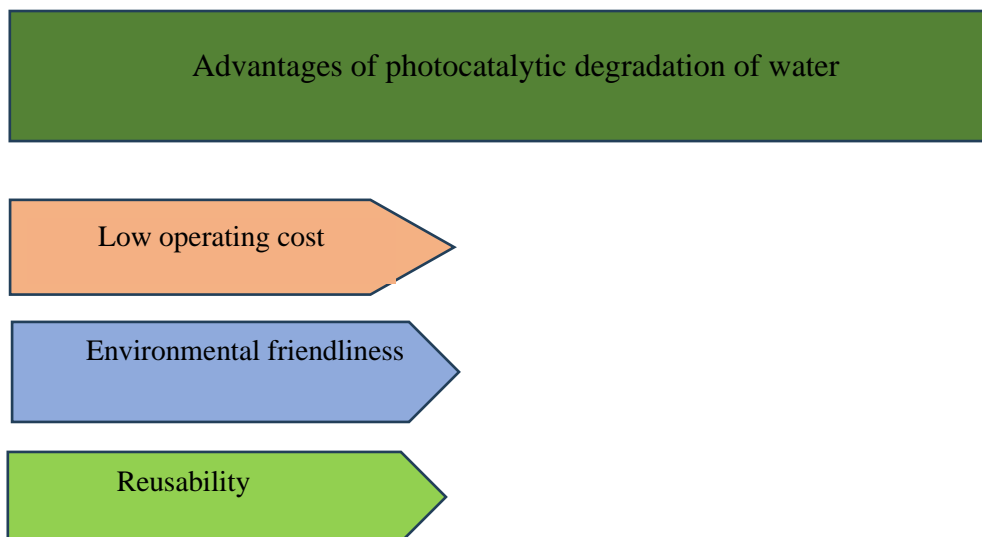 Advantages of photocatalytic degradation of water
Low operating cost
Environmental friendliness
Reusability